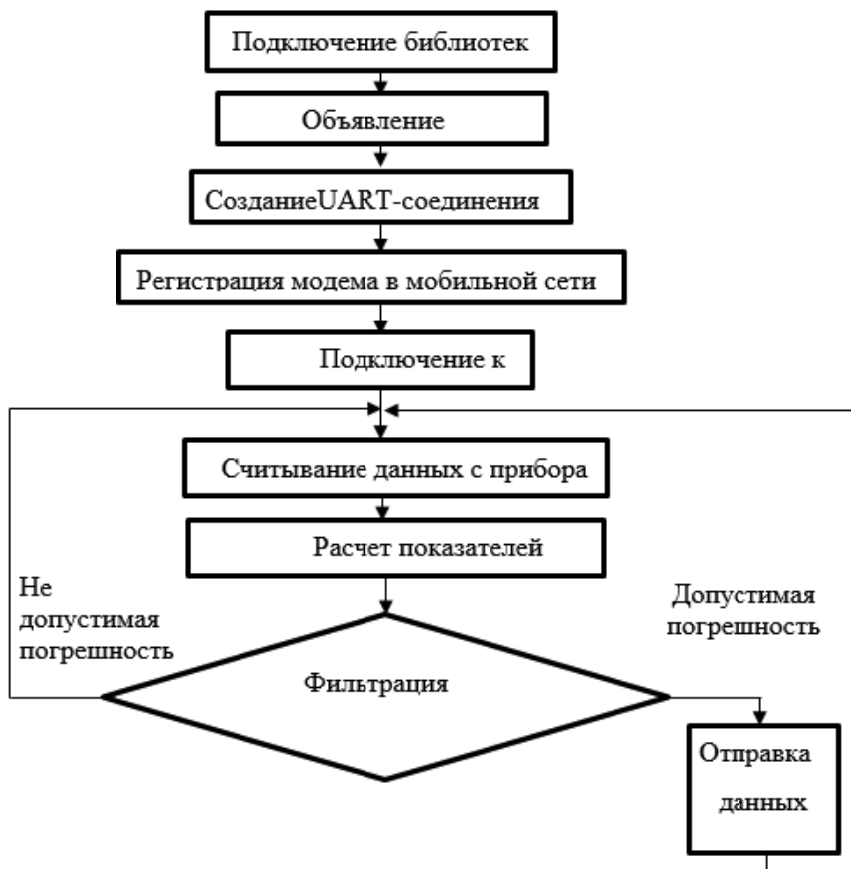 Подключение библиотек
Объявление
СозданиеUART-соединения
Регистрация модема в мобильной сети
Подключение к
Считывание данных с прибора
Расчет показателей
Не
допустимая
погрешность
Допустимая
погрешность
Фильтрация
Отправка
данных